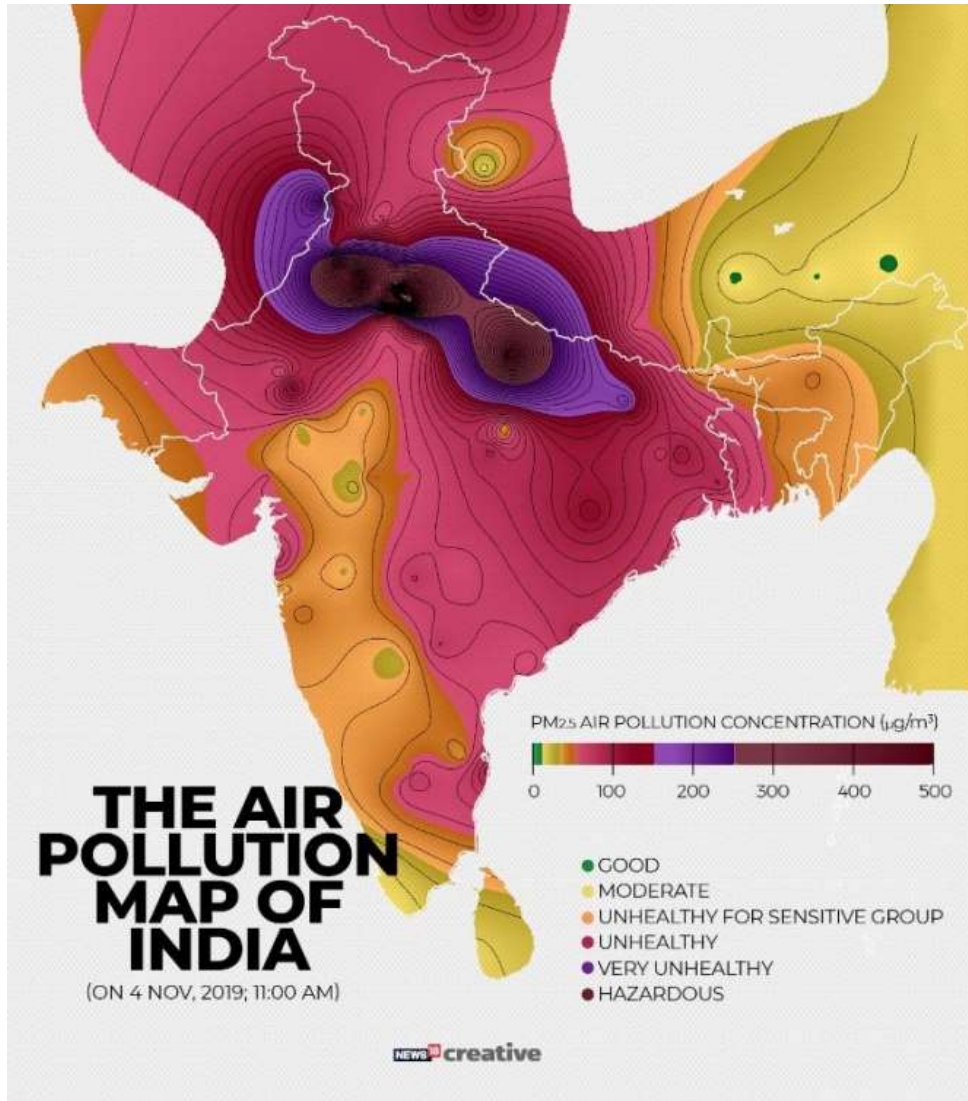 PM2.5 AIR POLLUTION CONCENTRATION (µg/m³)
0 100 200 300 400 500
THE AIR
POLLUTION
MAP OF
INDIA
(ON 4 NOV, 2019; 11:00 AM)
GOOD
MODERATE
UNHEALTHY FOR SENSITIVE GROUP
UNHEALTHY
VERY UNHEALTHY
HAZARDOUS
NEWS18 creative